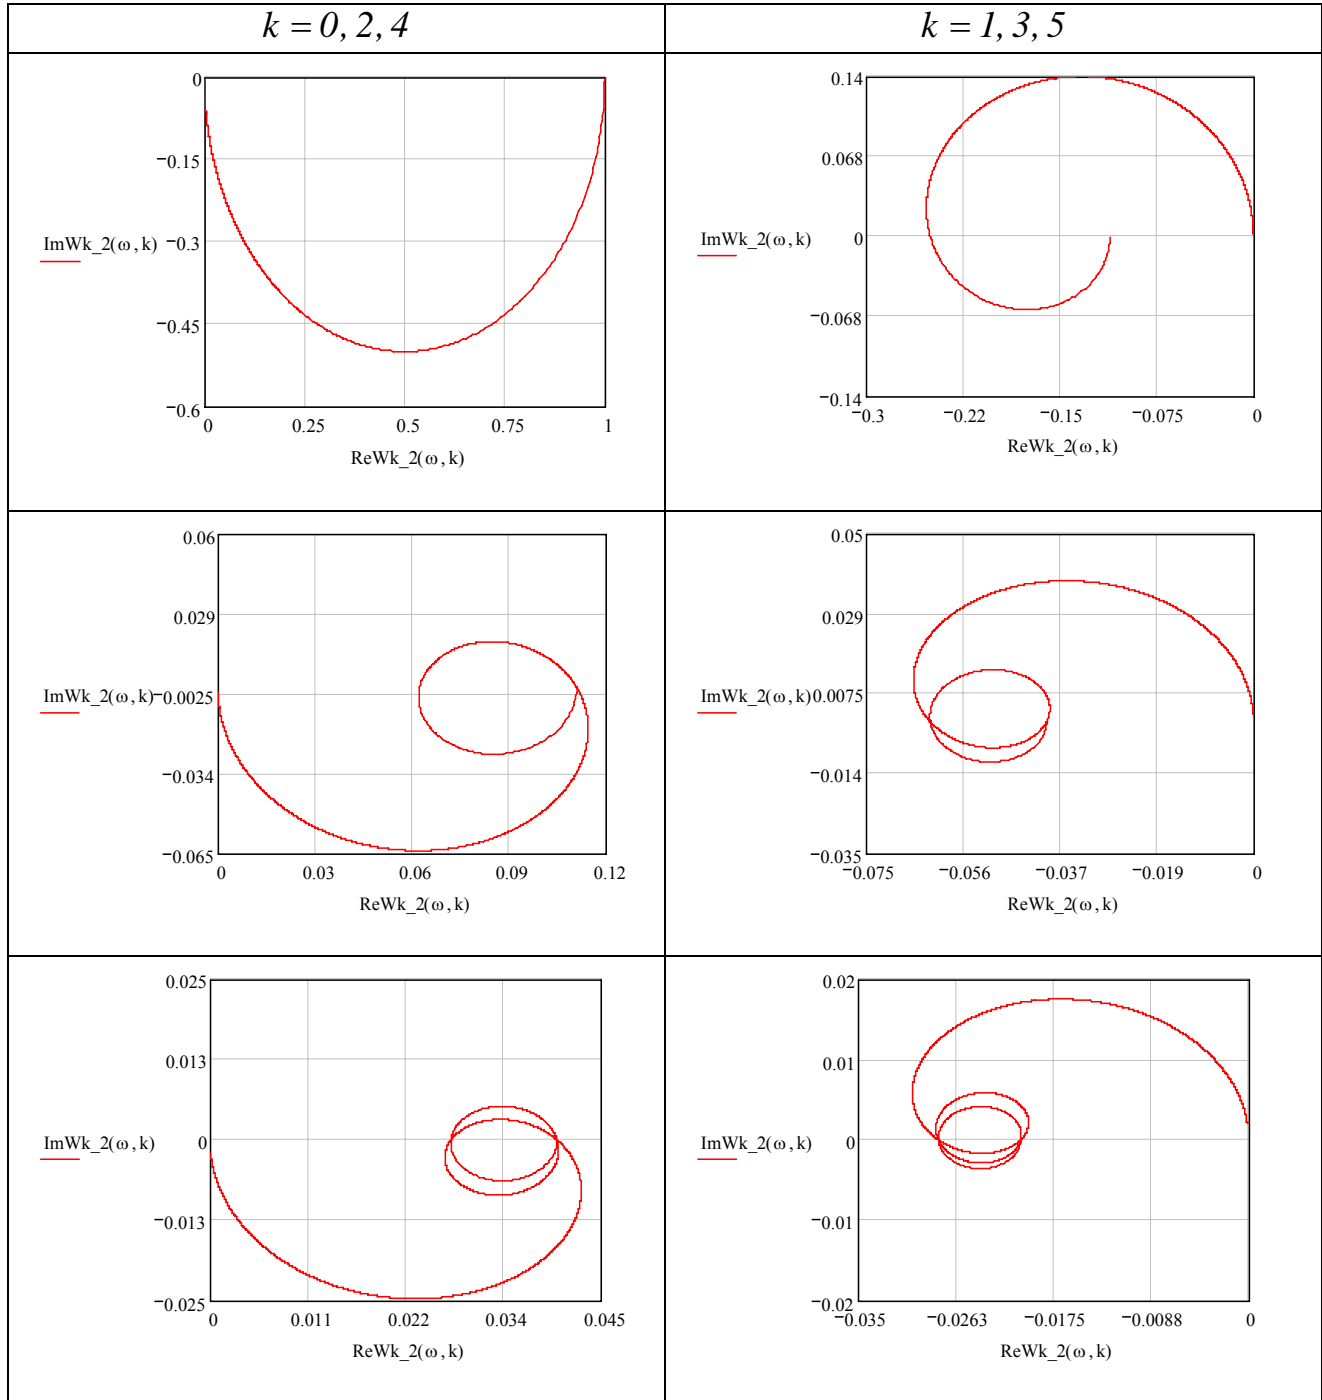 k = 0, 2, 4
k = 1, 3, 5
0
−0.15
ImWk_2(ω, k) −0.3
−0.45
−0.6
0 0.25 0.5 0.75 1
ReWk_2(ω, k)
0.14
0.068
ImWk_2(ω, k) 0
−0.068
−0.14
−0.3 −0.22 −0.15 −0.075 0
ReWk_2(ω, k)
0.06
0.029
ImWk_2(ω, k) −0.0025
−0.034
−0.065
0 0.03 0.06 0.09 0.12
ReWk_2(ω, k)
0.05
0.029
ImWk_2(ω, k) 0.0075
−0.014
−0.035
−0.075 −0.056 −0.037 −0.019 0
ReWk_2(ω, k)
0.025
0.013
ImWk_2(ω, k) 0
−0.013
−0.025
0 0.011 0.022 0.034 0.045
ReWk_2(ω, k)
0.02
0.01
ImWk_2(ω, k) 0
−0.01
−0.02
−0.035 −0.0263 −0.0175 −0.0088 0
ReWk_2(ω, k)